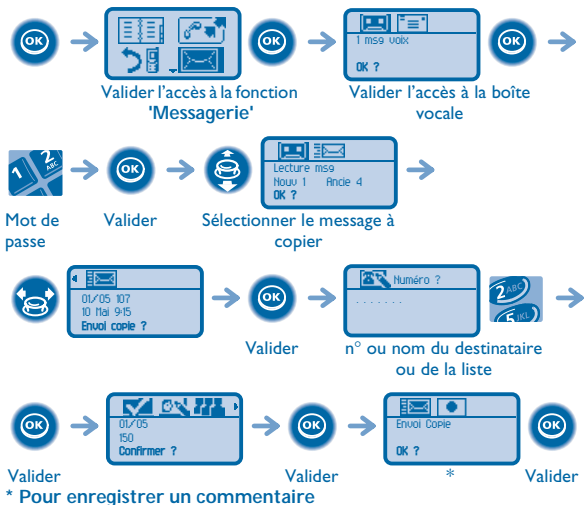 OK
OK
1 msg voix
OK ?
OK
Valider l'accès à la fonction
'Messagerie'
Valider l'accès à la boîte
vocale
1 2 ABC
OK
Lecture msg
Nouv 1 Ancie 4
OK ?
Mot de
passe
Valider
Sélectionner le message à
copier
01/05 107
10 Mai 9:15
Envoi copie ?
OK
Numéro ?
.......
2 ABC
5 JKL
Valider
n° ou nom du destinataire
ou de la liste
OK
01/05
150
Confirmer ?
OK
Envoi Copie
OK ?
OK
Valider
Valider
*
Valider
* Pour enregistrer un commentaire